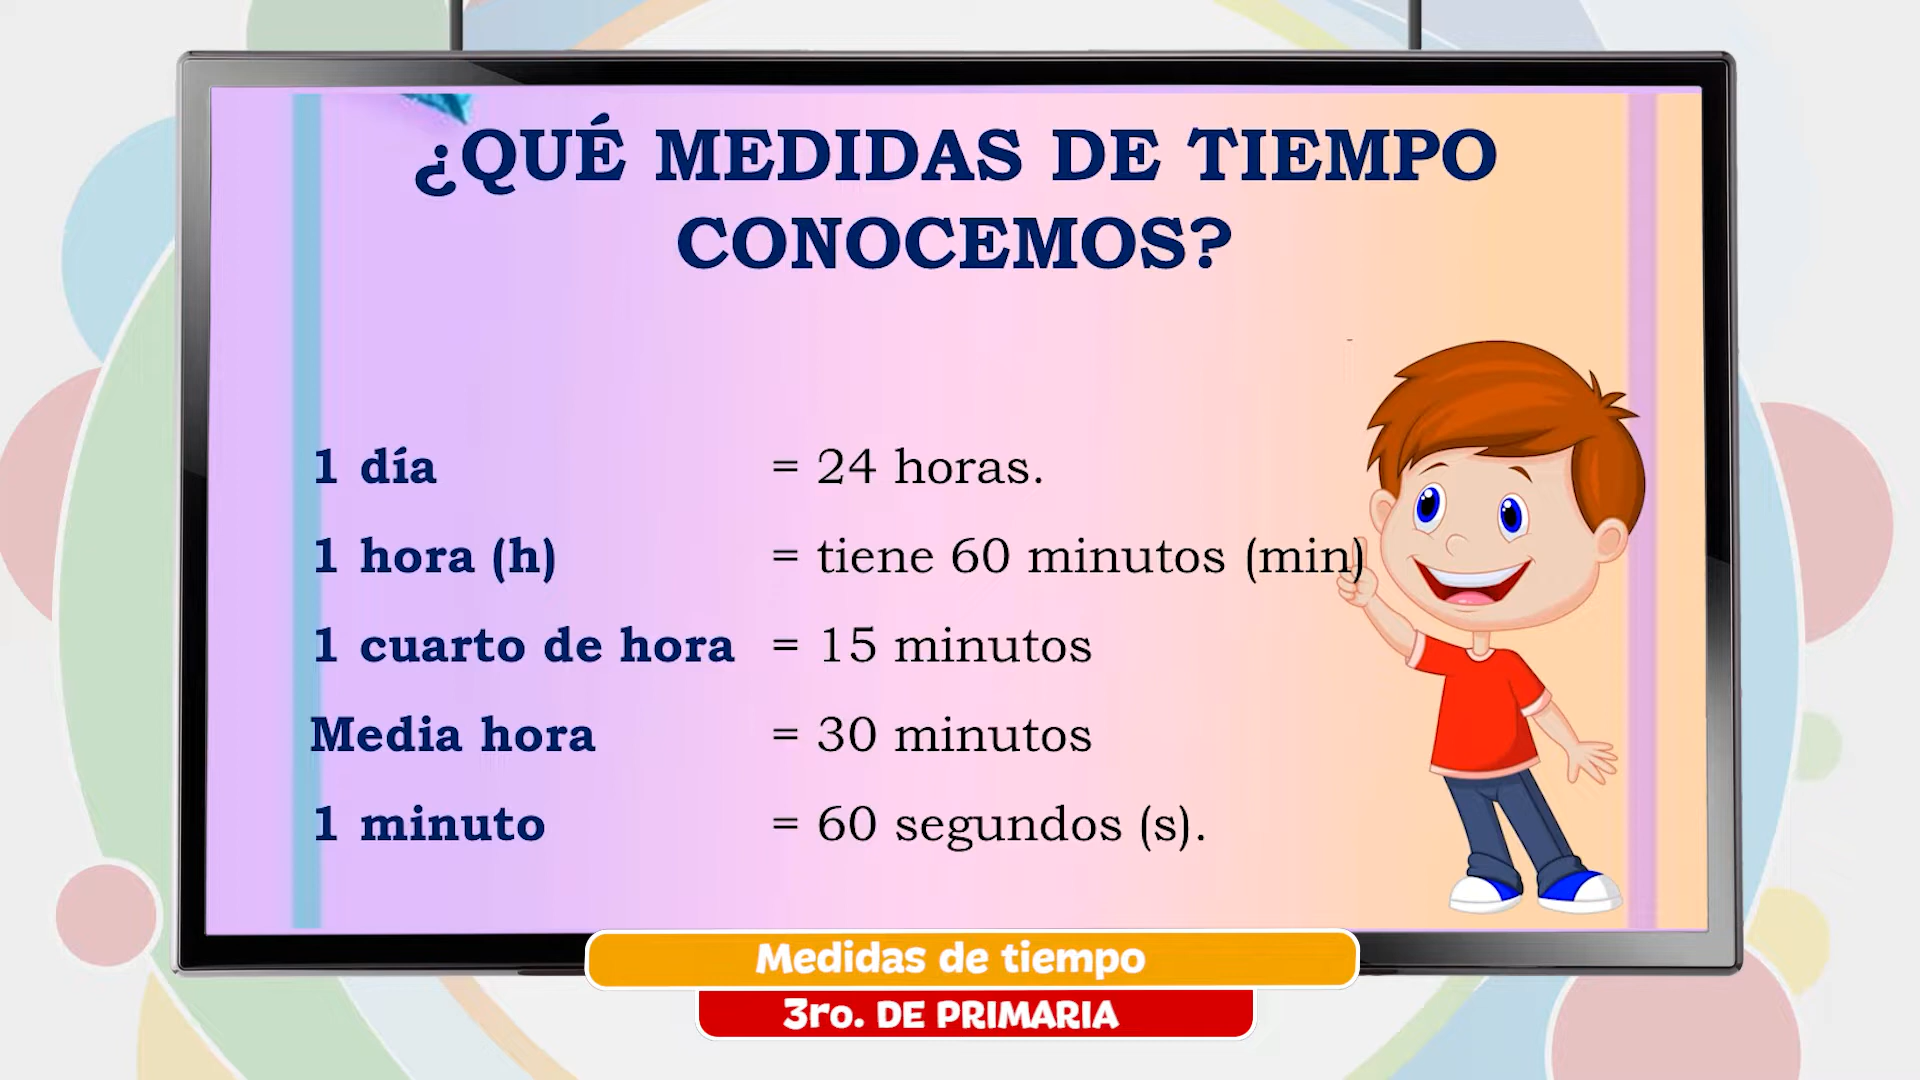 ¿QUÉ MEDIDAS DE TIEMPO
CONOCEMOS?
1 día = 24 horas.
1 hora (h) = tiene 60 minutos (min)
1 cuarto de hora = 15 minutos
Media hora = 30 minutos
1 minuto = 60 segundos (s).
Medidas de tiempo
3ro. DE PRIMARIA